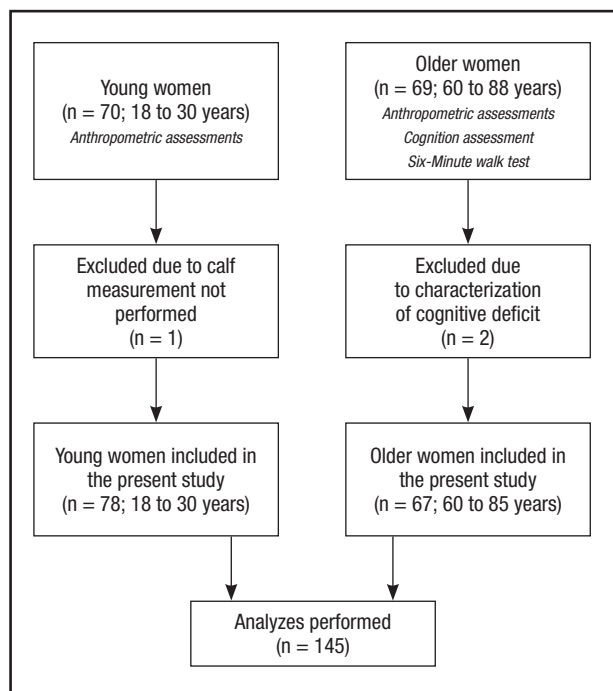 Young women
(n = 70; 18 to 30 years)
Anthropometric assessments
Older women
(n = 69; 60 to 88 years)
Anthropometric assessments
Cognition assessment
Six-Minute walk test
Excluded due to calf
measurement not
performed
(n = 1)
Excluded due
to characterization
of cognitive deficit
(n = 2)
Young women included in
the present study
(n = 78; 18 to 30 years)
Older women included in
the present study
(n = 67; 60 to 85 years)
Analyzes performed
(n = 145)